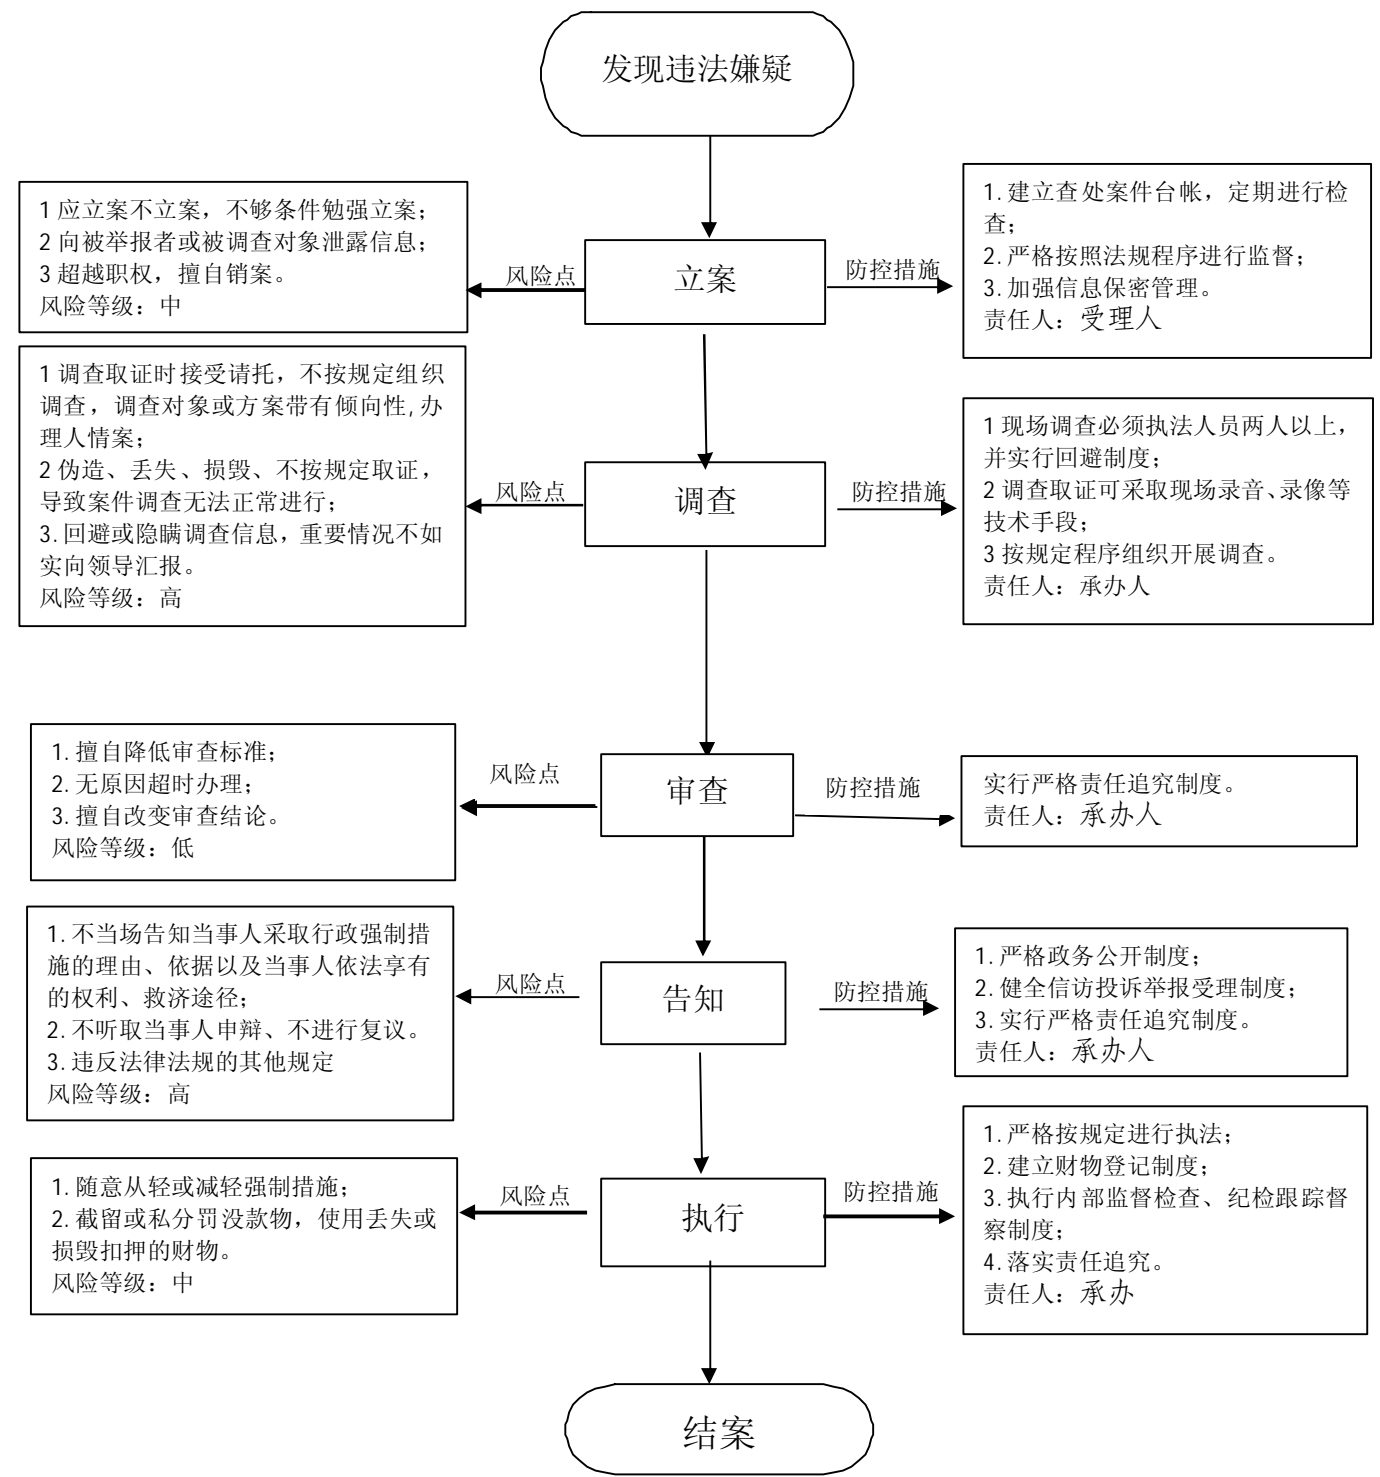 发现违法嫌疑
1 应立案不立案，不够条件勉强立案；
2 向被举报者或被调查对象泄露信息；
3 超越职权，擅自销案。
风险等级：中
风险点
立案
防控措施
1. 建立查处案件台帐，定期进行检
查；
2. 严格按照法规程序进行监督；
3. 加强信息保密管理。
责任人：受理人
1 调查取证时接受请托，不按规定组织
调查，调查对象或方案带有倾向性,办
理人情案；
2 伪造、丢失、损毁、不按规定取证，
导致案件调查无法正常进行；
3. 回避或隐瞒调查信息，重要情况不如
实向领导汇报。
风险等级：高
风险点
调查
防控措施
1 现场调查必须执法人员两人以上，
并实行回避制度；
2 调查取证可采取现场录音、录像等
技术手段；
3 按规定程序组织开展调查。
责任人：承办人
1. 擅自降低审查标准；
2. 无原因超时办理；
3. 擅自改变审查结论。
风险等级：低
风险点
审查
防控措施
实行严格责任追究制度。
责任人：承办人
1. 不当场告知当事人采取行政强制措
施的理由、依据以及当事人依法享有
的权利、救济途径；
2. 不听取当事人申辩、不进行复议。
3. 违反法律法规的其他规定
风险等级：高
风险点
告知
防控措施
1. 严格政务公开制度；
2. 健全信访投诉举报受理制度；
3. 实行严格责任追究制度。
责任人：承办人
1. 随意从轻或减轻强制措施；
2. 截留或私分罚没款物，使用丢失或
损毁扣押的财物。
风险等级：中
风险点
执行
防控措施
1. 严格按规定进行执法；
2. 建立财物登记制度；
3. 执行内部监督检查、纪检跟踪督
察制度；
4. 落实责任追究。
责任人：承办
结案